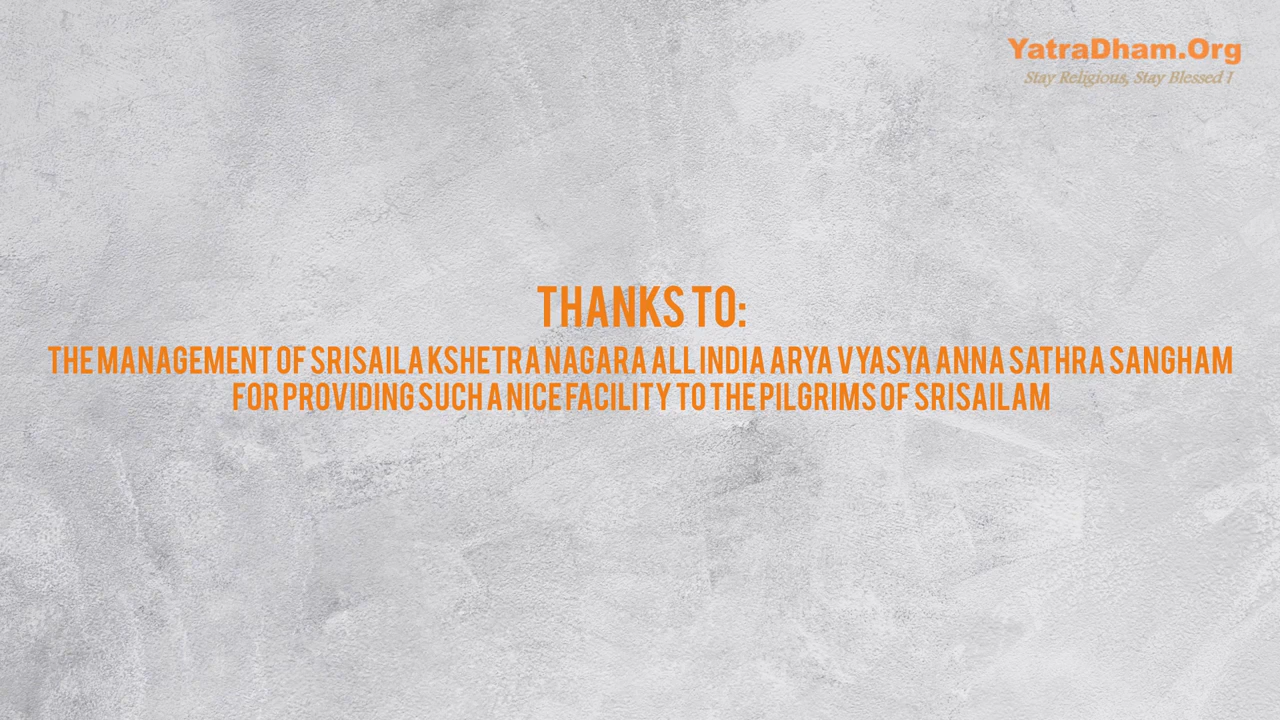 YatraDham.Org
Stay Religious, Stay Blessed !
THANKS TO:
THE MANAGEMENT OF SRISAILA KSHETRA NAGARA ALL INDIA ARYA VYASYA ANNA SATHRA SANGHAM
FOR PROVIDING SUCH A NICE FACILITY TO THE PILGRIMS OF SRISAILAM